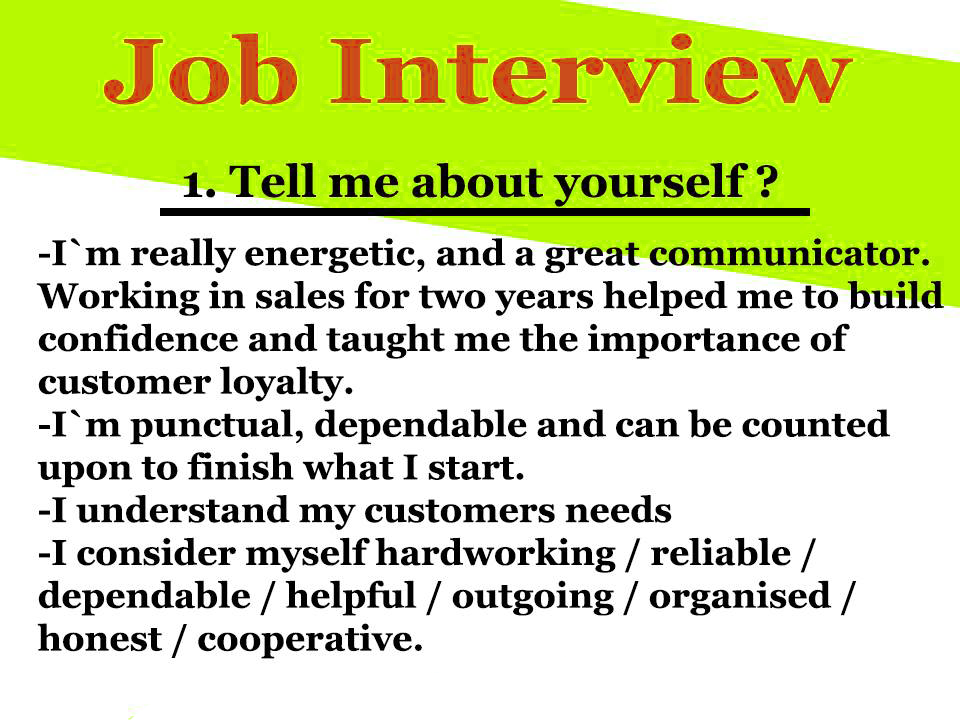 Job Interview
1. Tell me about yourself ?
-I`m really energetic, and a great communicator.
Working in sales for two years helped me to build
confidence and taught me the importance of
customer loyalty.
-I`m punctual, dependable and can be counted
upon to finish what I start.
-I understand my customers needs
-I consider myself hardworking / reliable /
dependable / helpful / outgoing / organised /
honest / cooperative.